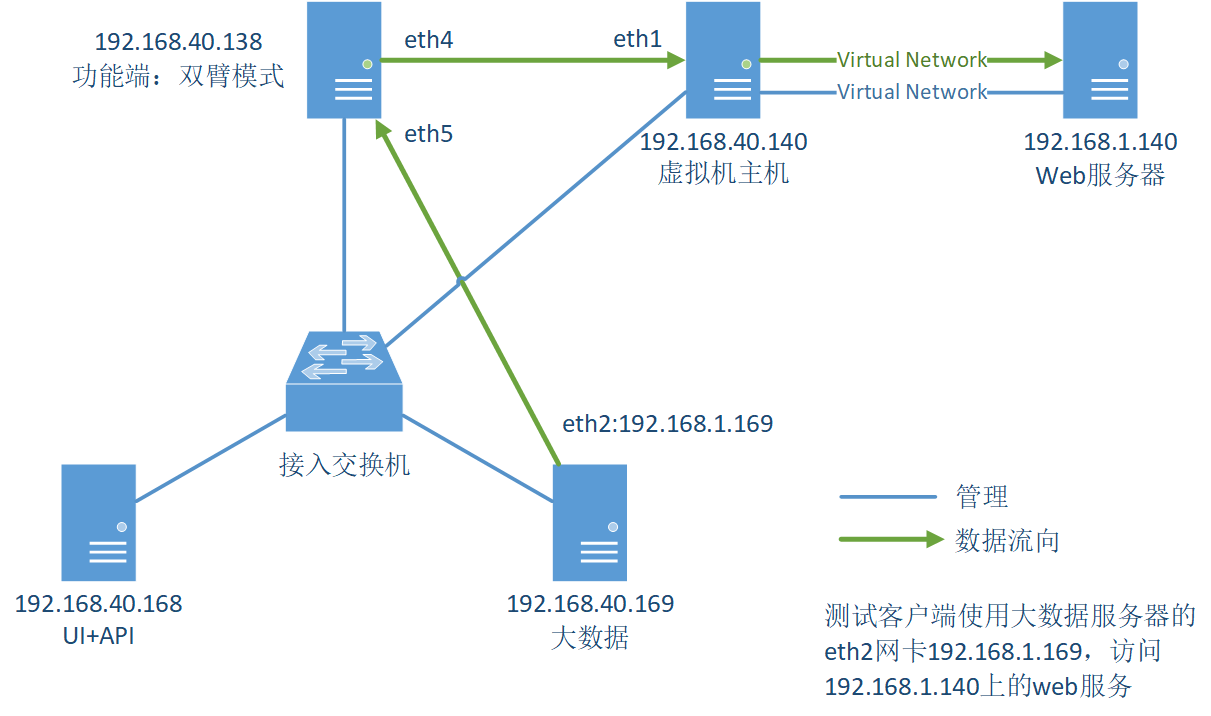 192.168.40.138
功能端：双臂模式
eth4
eth1
Virtual Network
Virtual Network
eth5
192.168.40.140
虚拟机主机
192.168.1.140
Web服务器
eth2:192.168.1.169
接入交换机
管理
数据流向
192.168.40.168
UI+API
192.168.40.169
大数据
测试客户端使用大数据服务器的
eth2网卡192.168.1.169，访问
192.168.1.140上的web服务